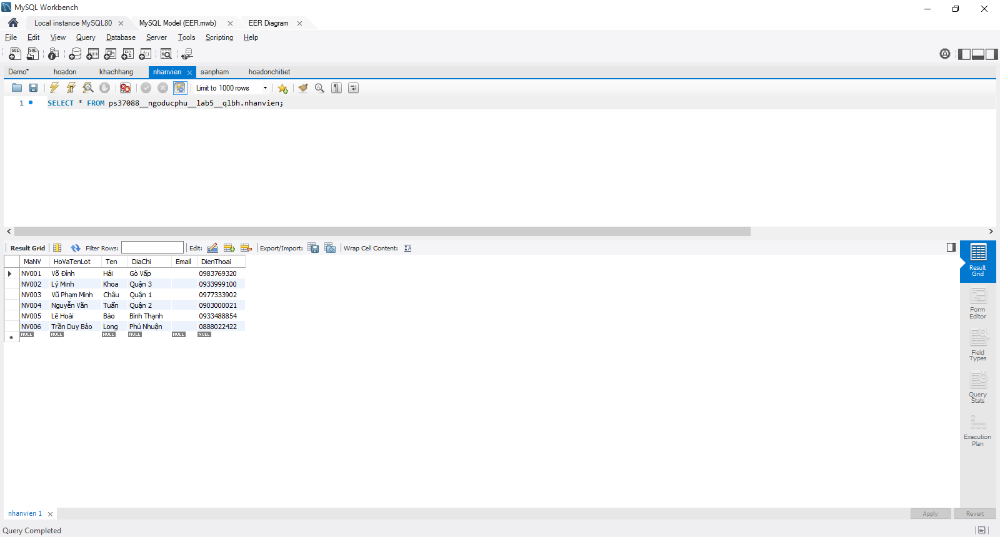 MySQL Workbench
Local instance MySQL80 MySQL Model (EER.mwb) EER Diagram
File Edit View Query Database Server Tools Scripting Help
Demo* hoadon khachhang nhanvien sanpham hoadonchitiet
Limit to 1000 rows
1 SELECT * FROM ps37088__ngoducphu__lab5__qlbh.nhanvien;
Result Grid Filter Rows: Edit: Export/Import: Wrap Cell Content:
MaNV HoVaTenLot Ten DiaChi Email DienThoai
NV001 Võ Đình Hải Gò Vấp 0983769320
NV002 Lý Minh Khoa Quận 3 0933999100
NV003 Vũ Phạm Minh Châu Quận 1 0977333902
NV004 Nguyễn Văn Tuấn Quận 2 0903000021
NV005 Lê Hoài Bảo Bình Thạnh 0933488854
NV006 Trần Duy Bảo Long Phú Nhuận 0888022422
NULL NULL NULL NULL NULL NULL
Result Grid
Form Editor
Field Types
Query Stats
Execution Plan
nhanvien 1
Apply Revert
Query Completed